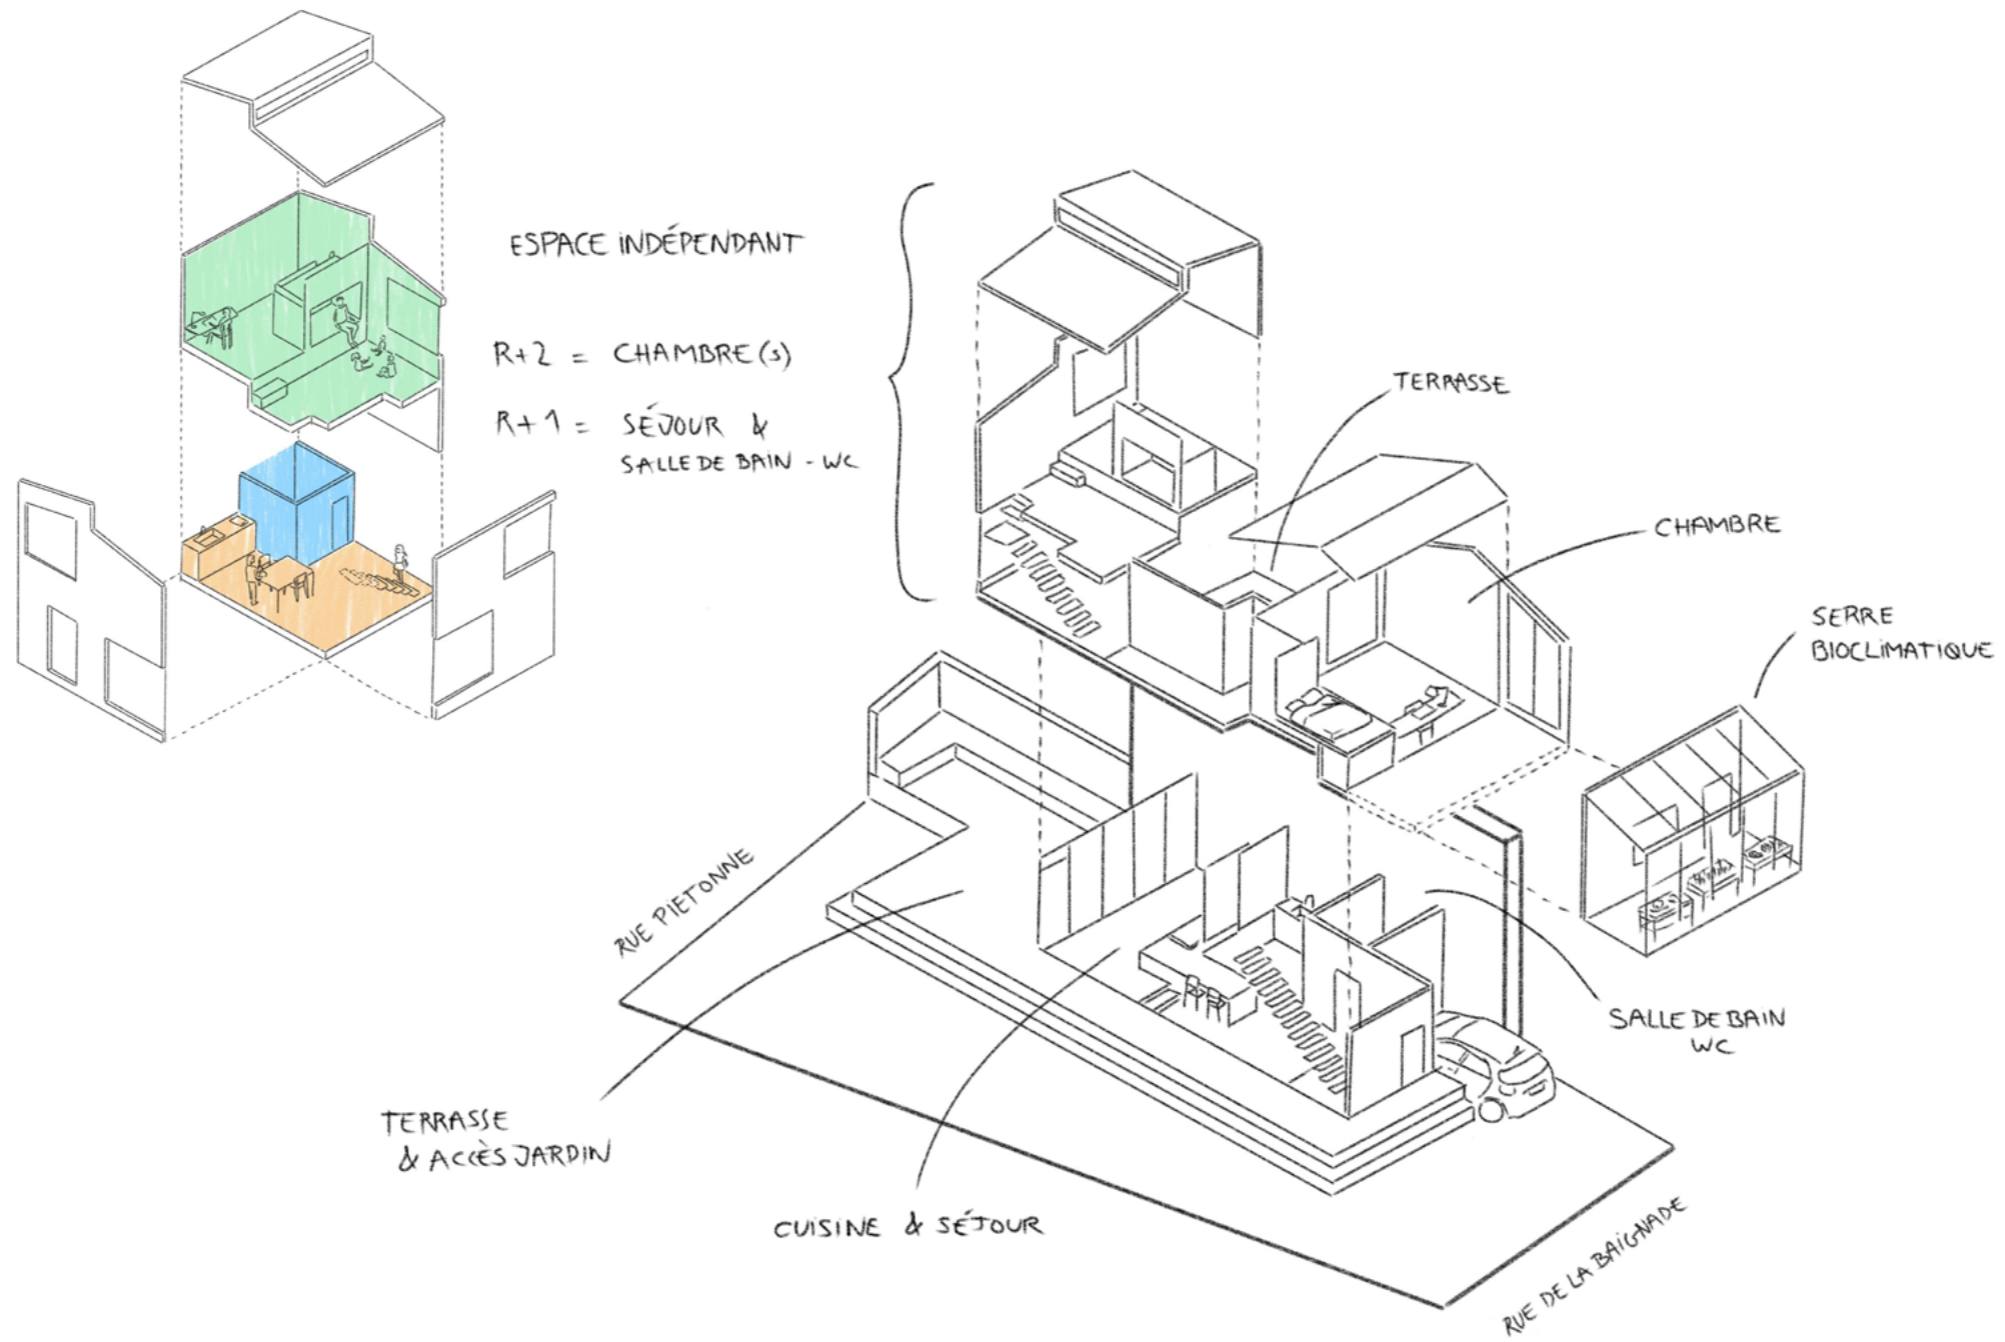 ESPACE INDÉPENDANT
R+2 = CHAMBRE(S)
R+1 = SÉJOUR &
SALLE DE BAIN - WC
TERRASSE
CHAMBRE
SERRE
BIOCLIMATIQUE
RUE PIETONNE
SALLE DE BAIN
WC
TERRASSE
& ACCÈS JARDIN
CUISINE & SÉJOUR
RUE DE LA BAIGNADE